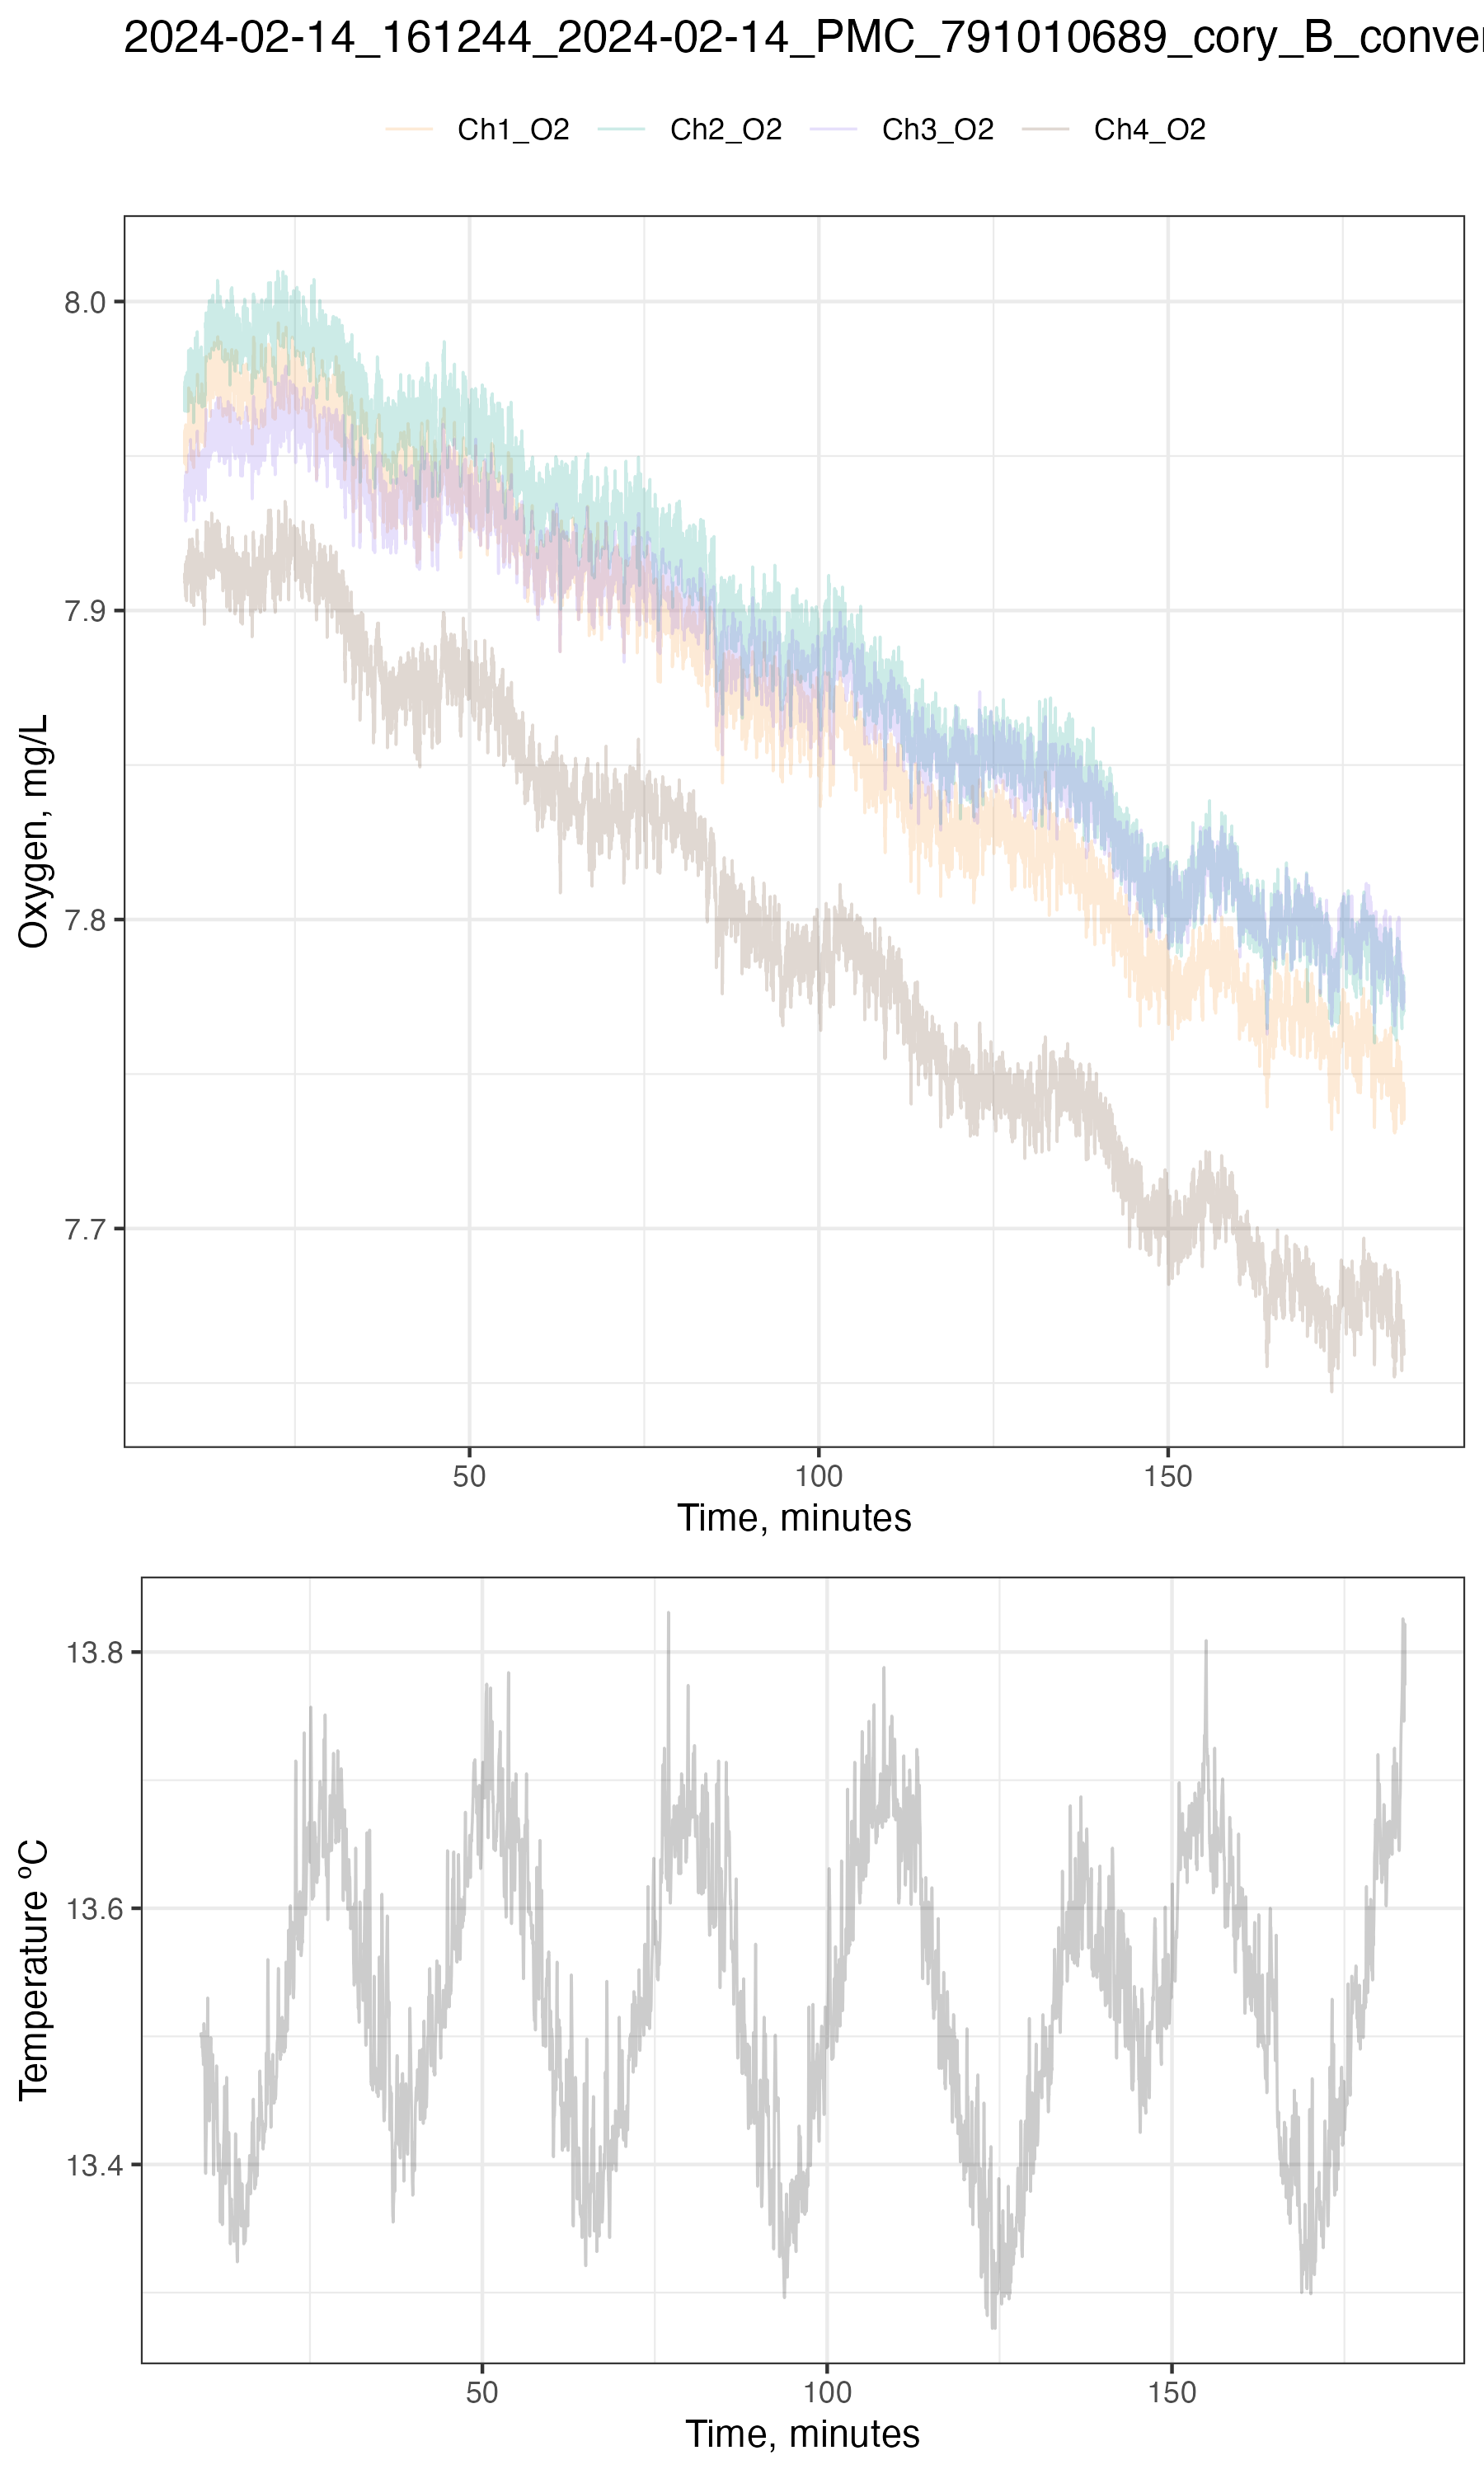 2024-02-14_161244_2024-02-14_PMC_791010689_cory_B_conver
Ch1_O2 Ch2_O2 Ch3_O2 Ch4_O2
8.0
7.9
7.8
7.7
Oxygen, mg/L
50 100 150
Time, minutes
13.8
13.6
13.4
Temperature ºC
50 100 150
Time, minutes